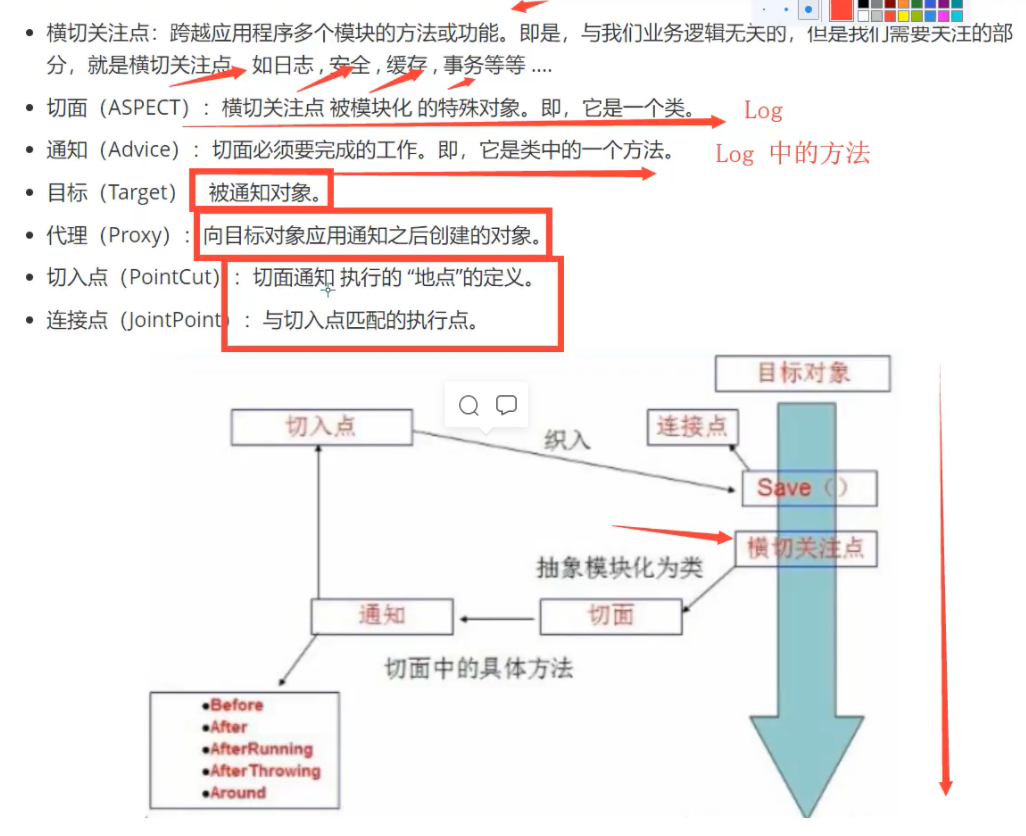 横切关注点：跨越应用程序多个模块的方法或功能。即是，与我们业务逻辑无关的，但是我们需要关注的部
分，就是横切关注点。如日志 , 安全 , 缓存 , 事务等等 ....
切面（ASPECT）：横切关注点 被模块化 的特殊对象。即，它是一个类。
Log
通知（Advice）：切面必须要完成的工作。即，它是类中的一个方法。
Log 中的方法
目标（Target） 被通知对象。
代理（Proxy）：向目标对象应用通知之后创建的对象。
切入点（PointCut）：切面通知 执行的 “地点”的定义。
连接点（JointPoint）：与切入点匹配的执行点。
目标对象
切入点
织入
连接点
Save（）
横切关注点
抽象模块化为类
通知
切面
切面中的具体方法
●Before
●After
●AfterRunning
●AfterThrowing
●Around